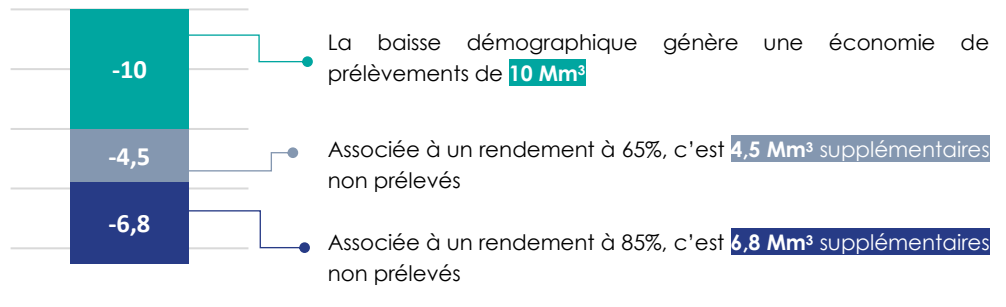 -10
La baisse démographique génère une économie de
prélèvements de 10 Mm³
-4,5
Associée à un rendement à 65%, c’est 4,5 Mm³ supplémentaires
non prélevés
-6,8
Associée à un rendement à 85%, c’est 6,8 Mm³ supplémentaires
non prélevés